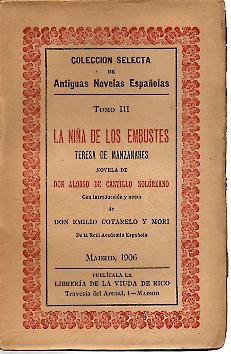 COLECCION SELECTA
DE
Antiguas Novelas Españolas
TOMO III
LA NIÑA DE LOS EMBUSTES
TERESA DE MANZANARES
NOVELA DE
DON ALONSO DE CASTILLO SOLÓRZANO
Con introducción y notas
de
DON EMILIO COTARELO Y MORI
De la Real Academia Española
MADRID, 1906
PUBLÍCALA LA
LIBRERÍA DE LA VIUDA DE RICO
Travesía del Arenal, 1—MADRID